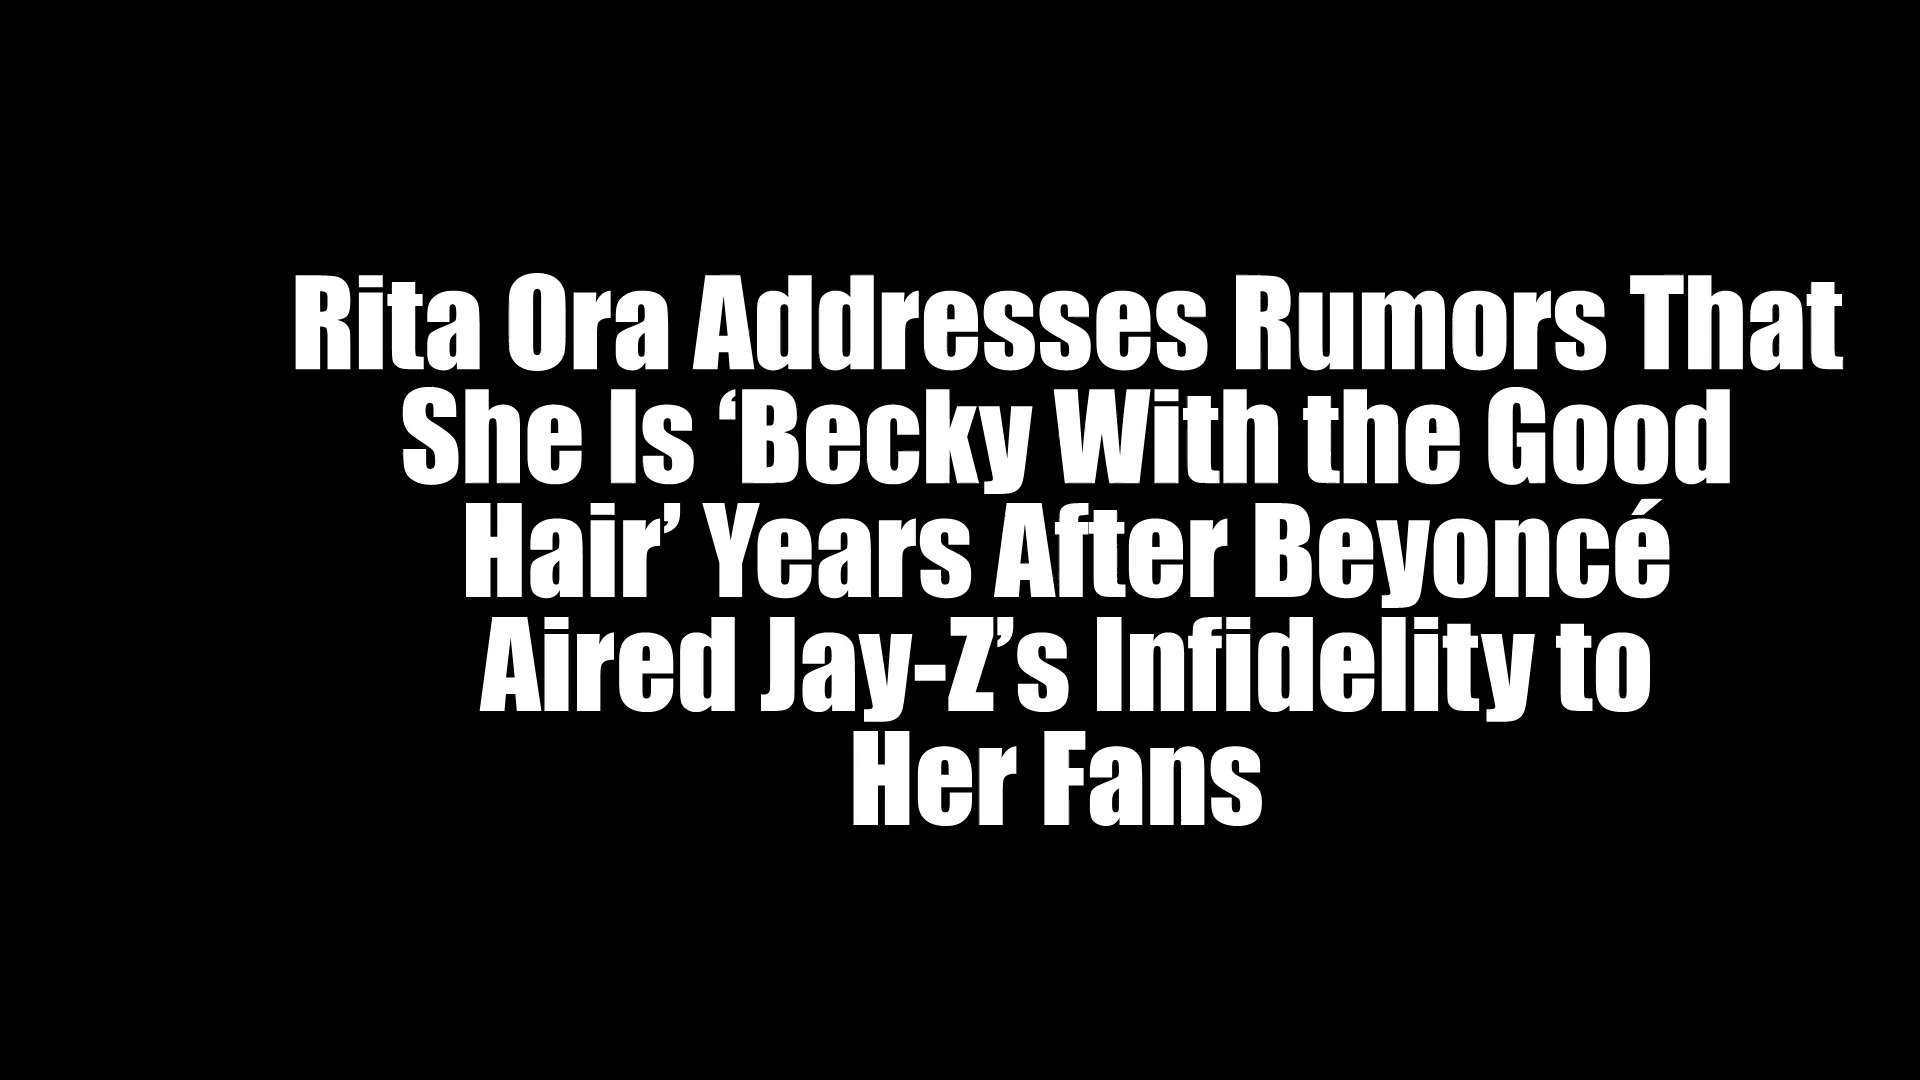 Rita Ora Addresses Rumors That
She Is ‘Becky With the Good
Hair’ Years After Beyoncé
Aired Jay-Z’s Infidelity to
Her Fans